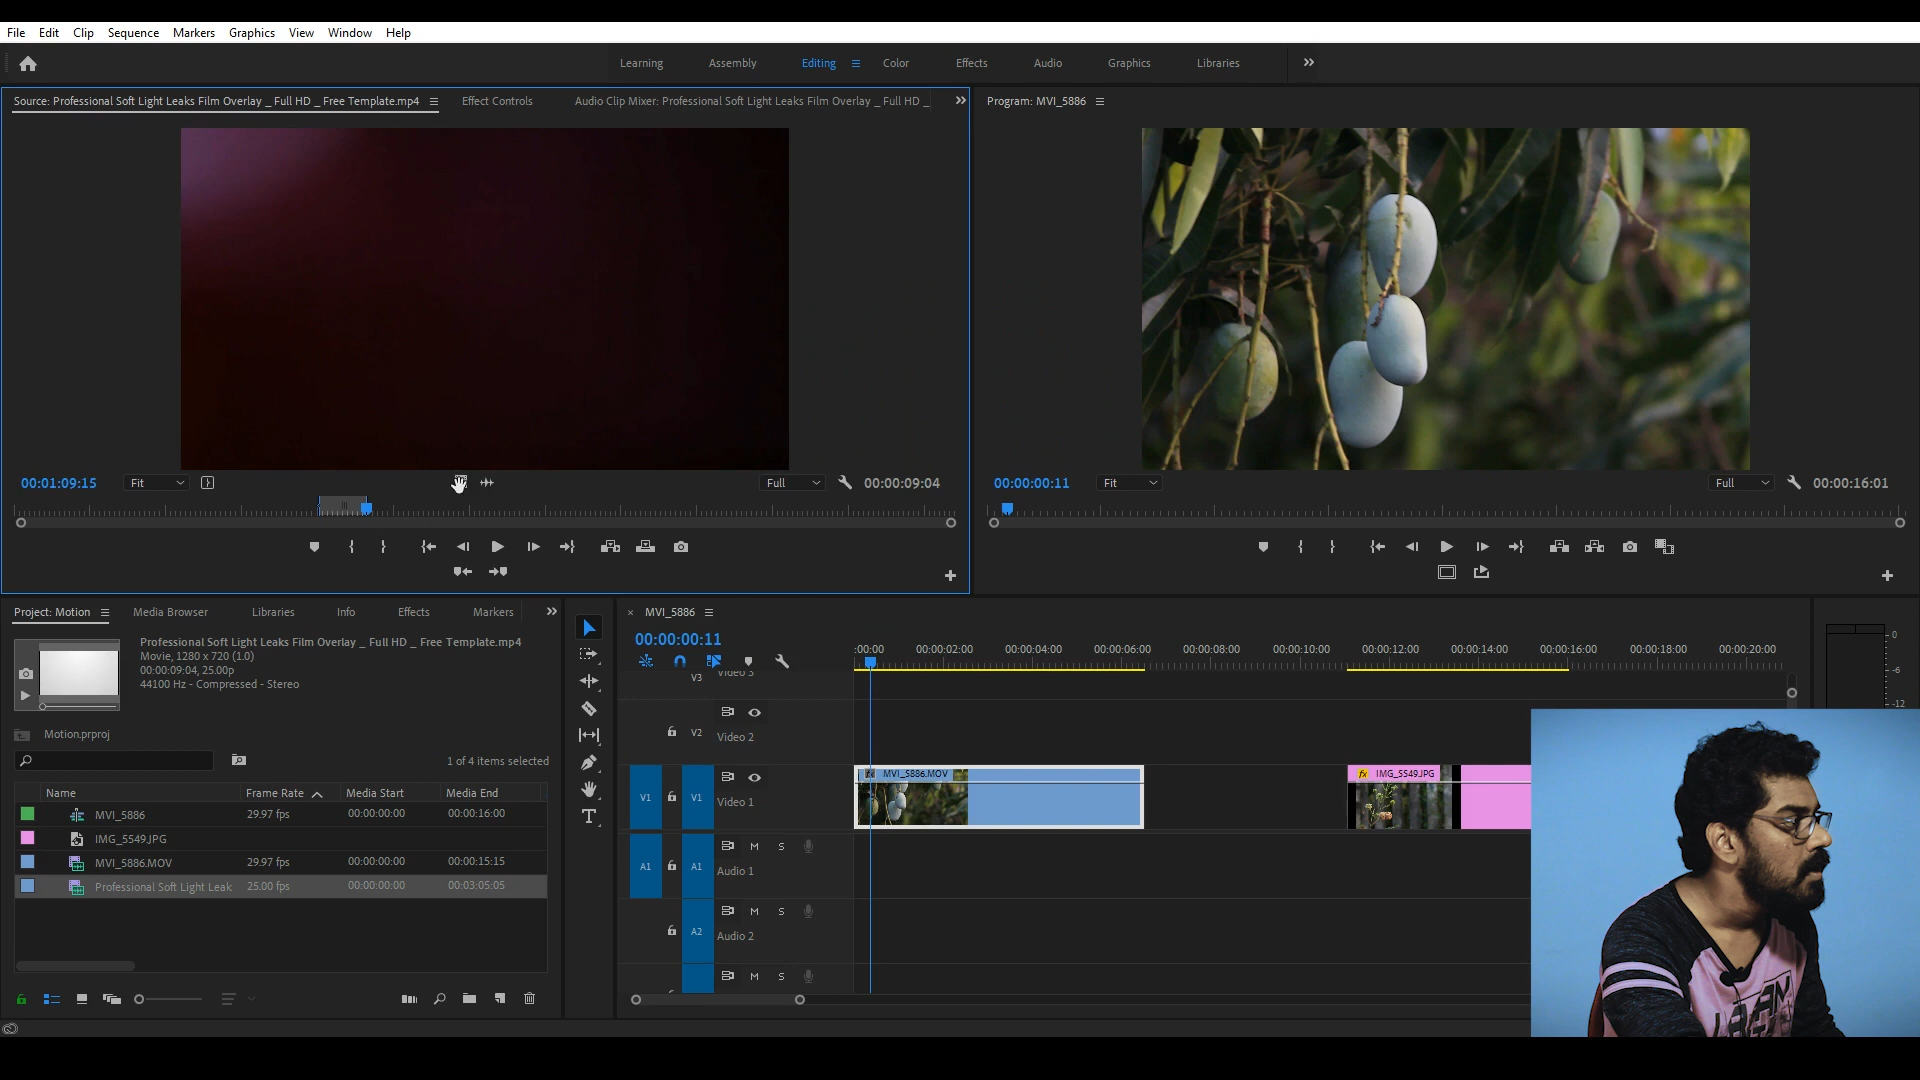 File Edit Clip Sequence Markers Graphics View Window Help
Learning Assembly Editing Color Effects Audio Graphics Libraries
Source: Professional Soft Light Leaks Film Overlay _ Full HD _ Free Template.mp4 Effect Controls Audio Clip Mixer: Professional Soft Light Leaks Film Overlay _ Full HD _
Program: MVI_5886
00:01:09:15 Fit Full 00:00:09:04
00:00:00:11 Fit Full 00:00:16:01
Project: Motion Media Browser Libraries Info Effects Markers
Professional Soft Light Leaks Film Overlay _ Full HD _ Free Template.mp4
Movie, 1280 x 720 (1.0)
00:00:09:04, 25.00p
44100 Hz - Compressed - Stereo
Motion.prproj
1 of 4 items selected
Name Frame Rate Media Start Media End
MVI_5886 29.97 fps 00:00:00:00 00:00:16:00
IMG_5549.JPG
MVI_5886.MOV 29.97 fps 00:00:00:00 00:00:15:15
Professional Soft Light Leak 25.00 fps 00:00:00:00 00:03:05:05
× MVI_5886
00:00:00:11
:00:00 00:00:02:00 00:00:04:00 00:00:06:00 00:00:08:00 00:00:10:00 00:00:12:00 00:00:14:00 00:00:16:00 00:00:18:00 00:00:20:00
V3 Video 3
V2 Video 2
V1 V1 Video 1
fx MVI_5886.MOV
fx IMG_5549.JPG
A1 A1 M S Audio 1
A2 M S Audio 2
M S
0
-6
-12